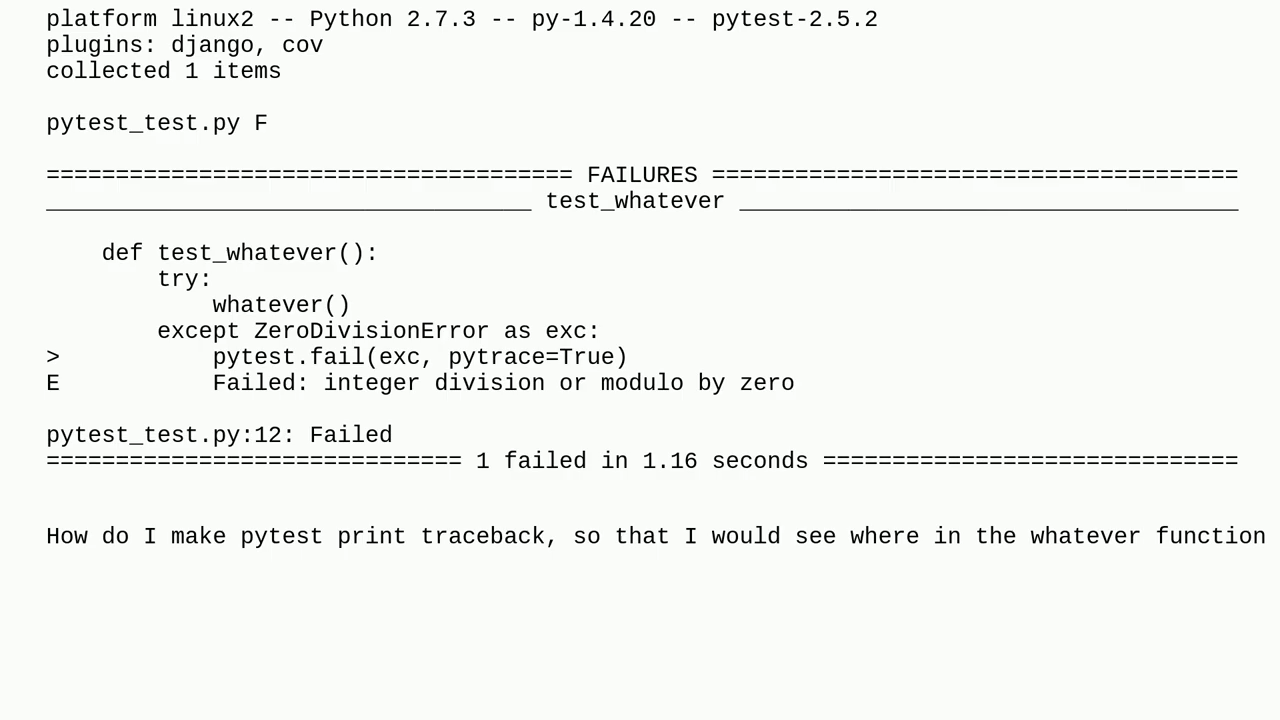 platform linux2 -- Python 2.7.3 -- py-1.4.20 -- pytest-2.5.2
plugins: django, cov
collected 1 items
pytest_test.py F
====================================== FAILURES ======================================
___________________________________ test_whatever ____________________________________
    def test_whatever():
        try:
            whatever()
        except ZeroDivisionError as exc:
>           pytest.fail(exc, pytrace=True)
E           Failed: integer division or modulo by zero
pytest_test.py:12: Failed
============================== 1 failed in 1.16 seconds ==============================
How do I make pytest print traceback, so that I would see where in the whatever function